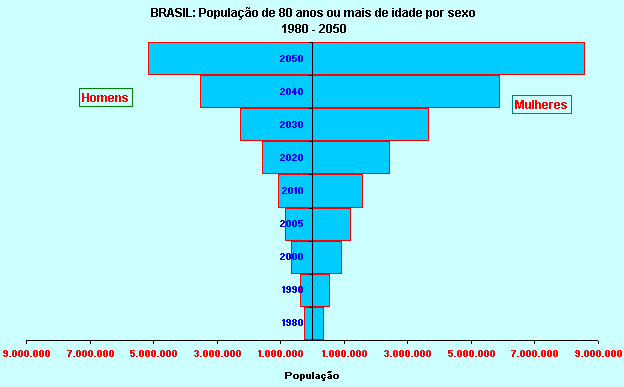 BRASIL: População de 80 anos ou mais de idade por sexo
1980 - 2050
2050
2040
Homens
Mulheres
2030
2020
2010
2005
2000
1990
1980
9.000.000 7.000.000 5.000.000 3.000.000 1.000.000 1.000.000 3.000.000 5.000.000 7.000.000 9.000.000
População